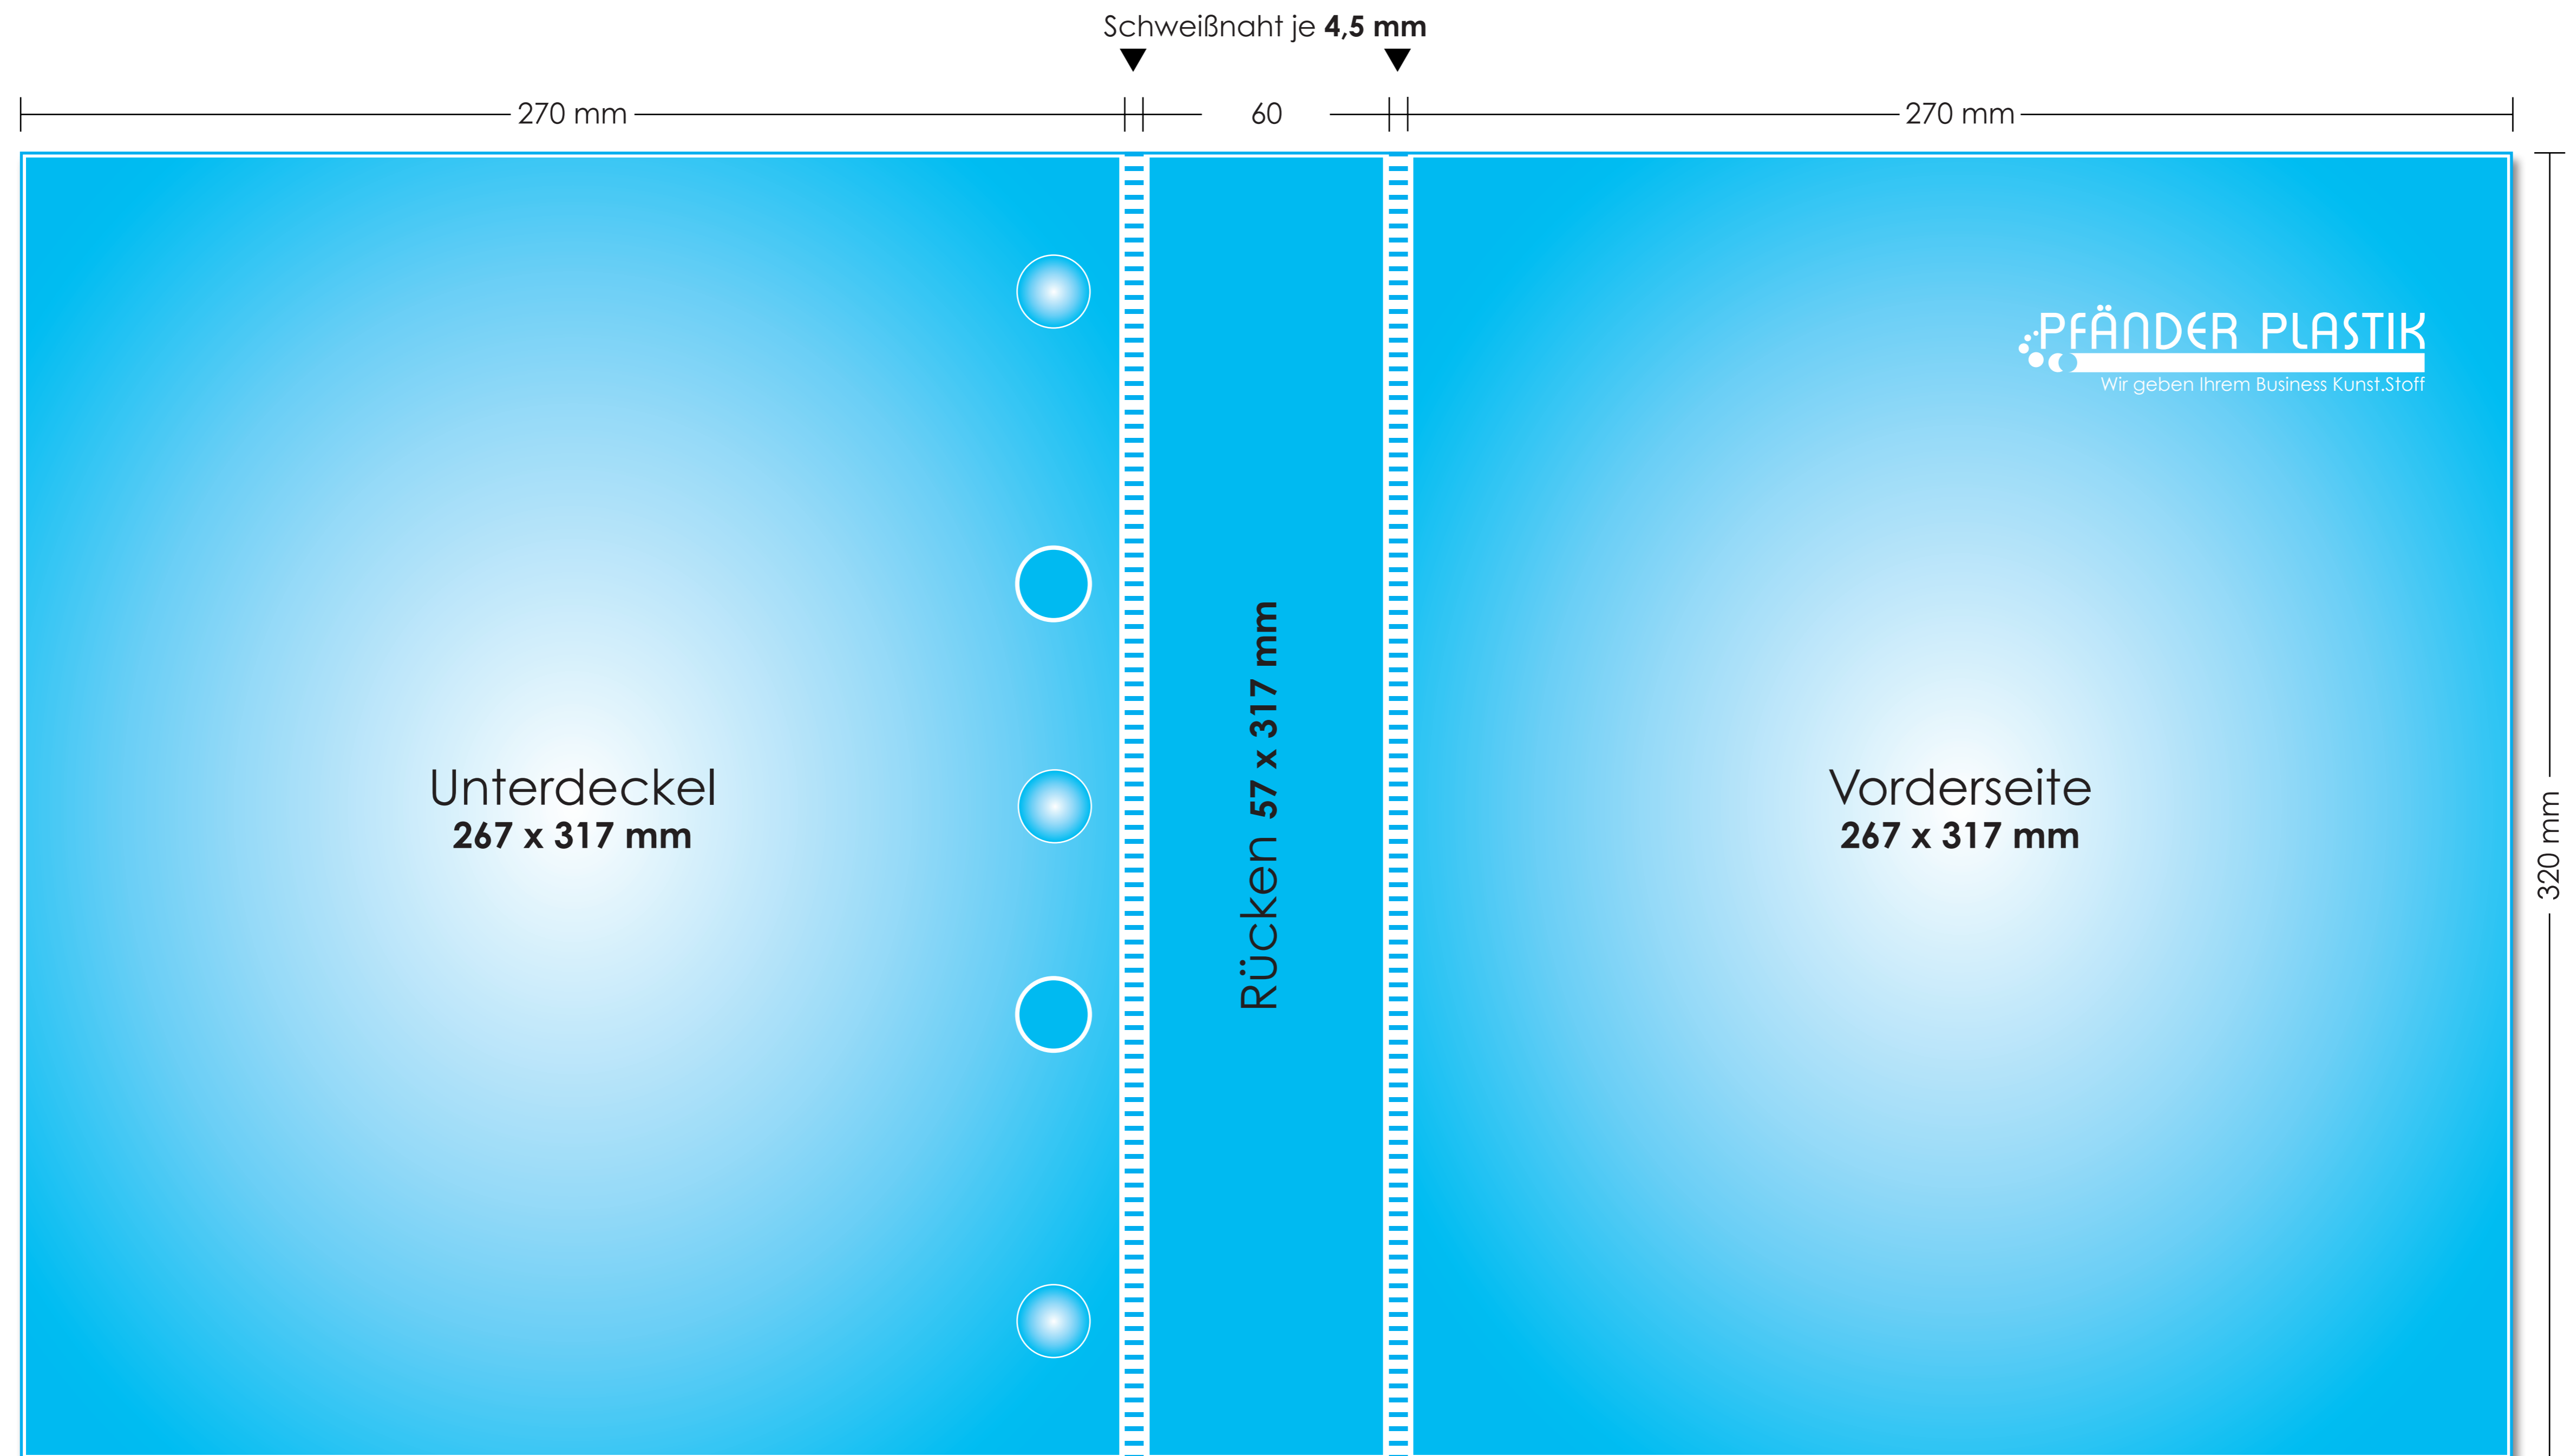 Schweißnaht je 4,5 mm
270 mm
60
270 mm
PFÄNDER PLASTIK
Wir geben Ihrem Business Kunst.Stoff
Unterdeckel
267 x 317 mm
Rücken 57 x 317 mm
Vorderseite
267 x 317 mm
320 mm